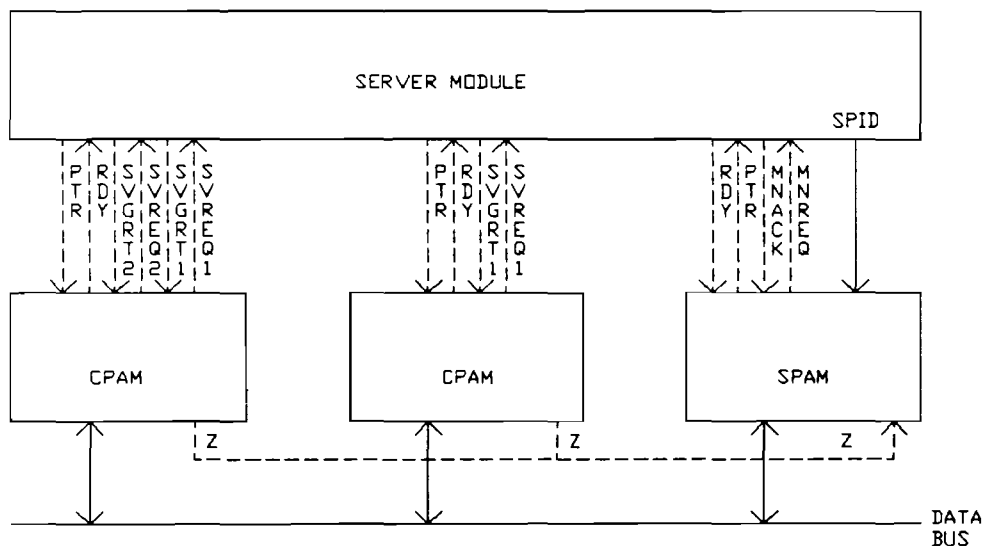 SERVER MODULE
SPID
PTR
RDY
SVGRT2
SVREQ2
SVGRT1
SVREQ1
PTR
RDY
SVGRT1
SVREQ1
RDY
PTR
MNACK
MNREQ
CPAM
CPAM
SPAM
Z
Z
Z
DATA
BUS